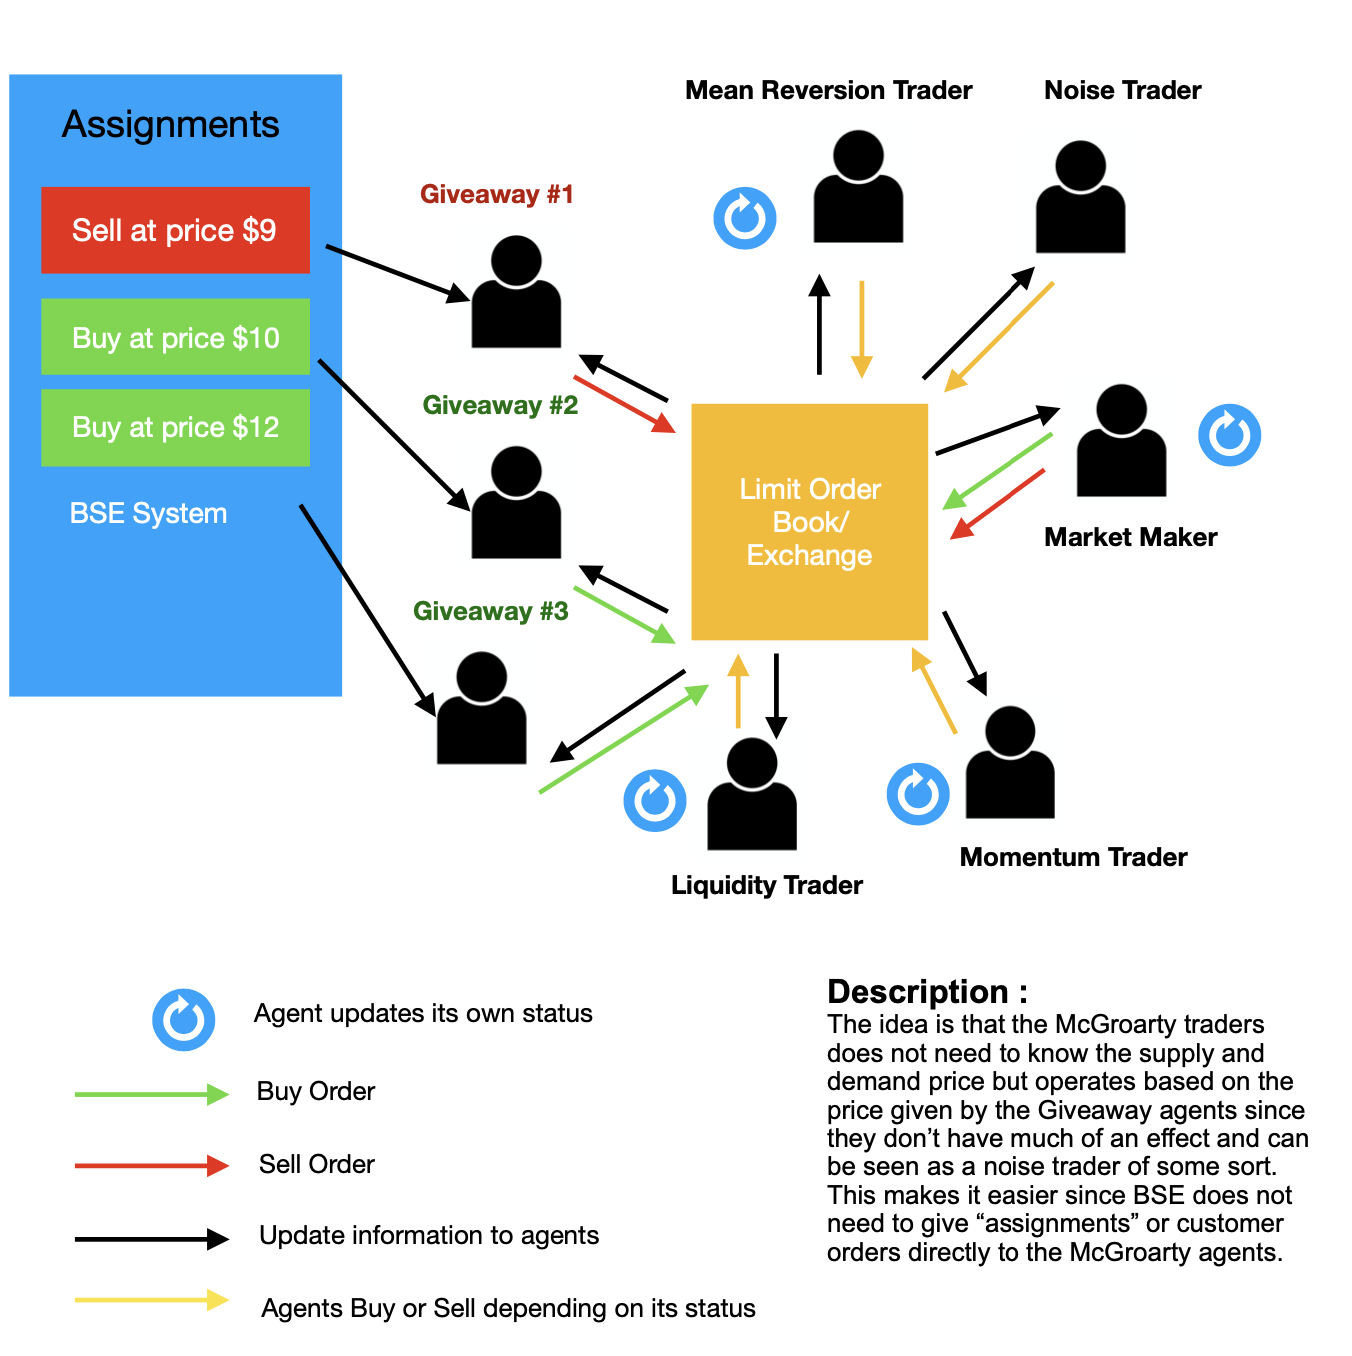 Assignments
Sell at price $9
Buy at price $10
Buy at price $12
BSE System
Giveaway #1
Giveaway #2
Giveaway #3
Mean Reversion Trader
Noise Trader
Limit Order
Book/
Exchange
Market Maker
Momentum Trader
Liquidity Trader
Agent updates its own status
Buy Order
Sell Order
Update information to agents
Agents Buy or Sell depending on its status
Description :
The idea is that the McGroarty traders
does not need to know the supply and
demand price but operates based on the
price given by the Giveaway agents since
they don’t have much of an effect and can
be seen as a noise trader of some sort.
This makes it easier since BSE does not
need to give “assignments” or customer
orders directly to the McGroarty agents.